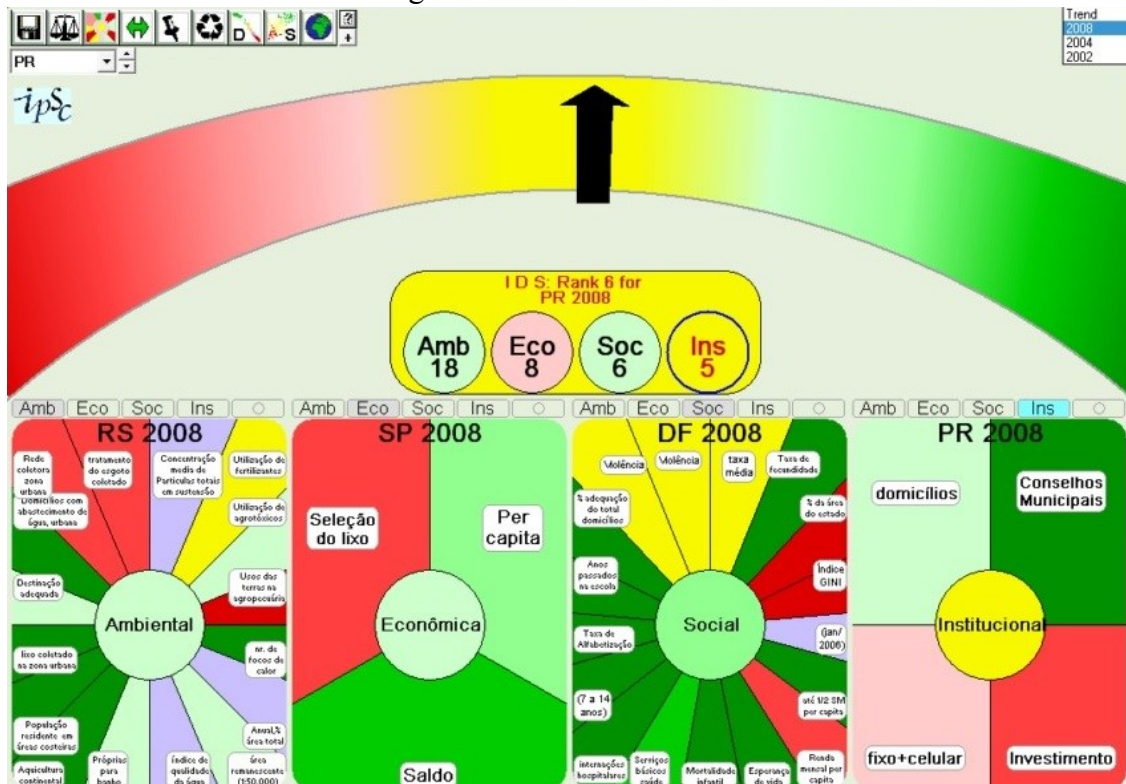 Trend
2008
2004
2002
D
S
?
+
PR
ipsc
I D S: Rank 6 for
PR 2008
Amb
18
Eco
8
Soc
6
Ins
5
Amb Eco Soc Ins
Amb Eco Soc Ins
Amb Eco Soc Ins
Amb Eco Soc Ins
RS 2008
Rede
coletora
zona
urbana
tratamento
do esgoto
coletado
Concentração
media de
Particulas totais
em sustensão
Utilização de
fertilizantes
Domicílios com
abastecimento de
água, urbana
Utilização de
agrotóxicos
Destinação
adequada
Usos das
terras na
agropecuária
Ambiental
lixo coletado
na zona urbana
nr. de
focos de
calor
População
residente em
áreas costeiras
Anual,%
área total
Aquicultura
continental
Próprias
para
banho
índice de
qualidade
da água
área
remanescente
(1:50.000)
SP 2008
Seleção
do lixo
Per
capita
Econômica
Saldo
DF 2008
Violência
Violência
taxa
média
Taxa de
fecundidade
% adequação
do total
domicílios
% da área
do estado
Anos
passados
na escola
Índice
GINI
Taxa de
Alfabetização
Social
(jan/
2006)
(7 a 14
anos)
até 1/2 SM
per capita
internações
hospitalares
Serviços
básicos
saúde
Mortalidade
infantil
Esperança
de vida
Renda
mensal per
capita
PR 2008
domicílios
Conselhos
Municipais
Institucional
fixo+celular
Investimento